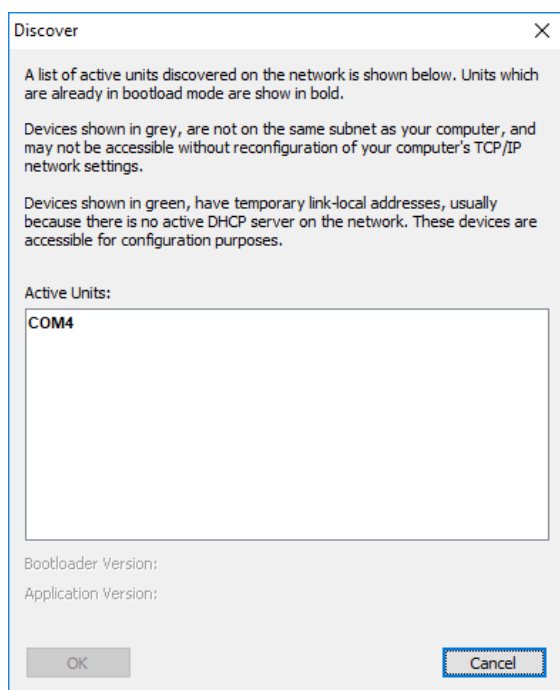 Discover
A list of active units discovered on the network is shown below. Units which
are already in bootload mode are show in bold.
Devices shown in grey, are not on the same subnet as your computer, and
may not be accessible without reconfiguration of your computer's TCP/IP
network settings.
Devices shown in green, have temporary link-local addresses, usually
because there is no active DHCP server on the network. These devices are
accessible for configuration purposes.
Active Units:
COM4
Bootloader Version:
Application Version:
OK Cancel